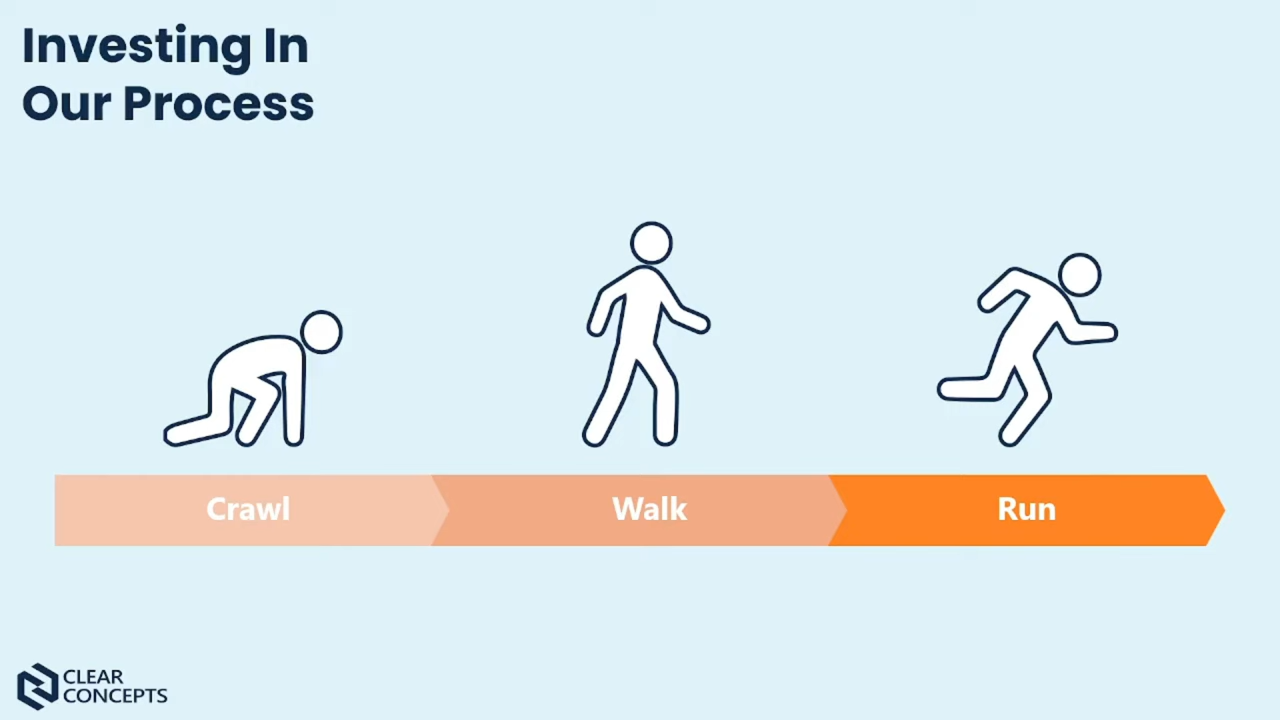 Investing In
Our Process
Crawl
Walk
Run
CLEAR
CONCEPTS